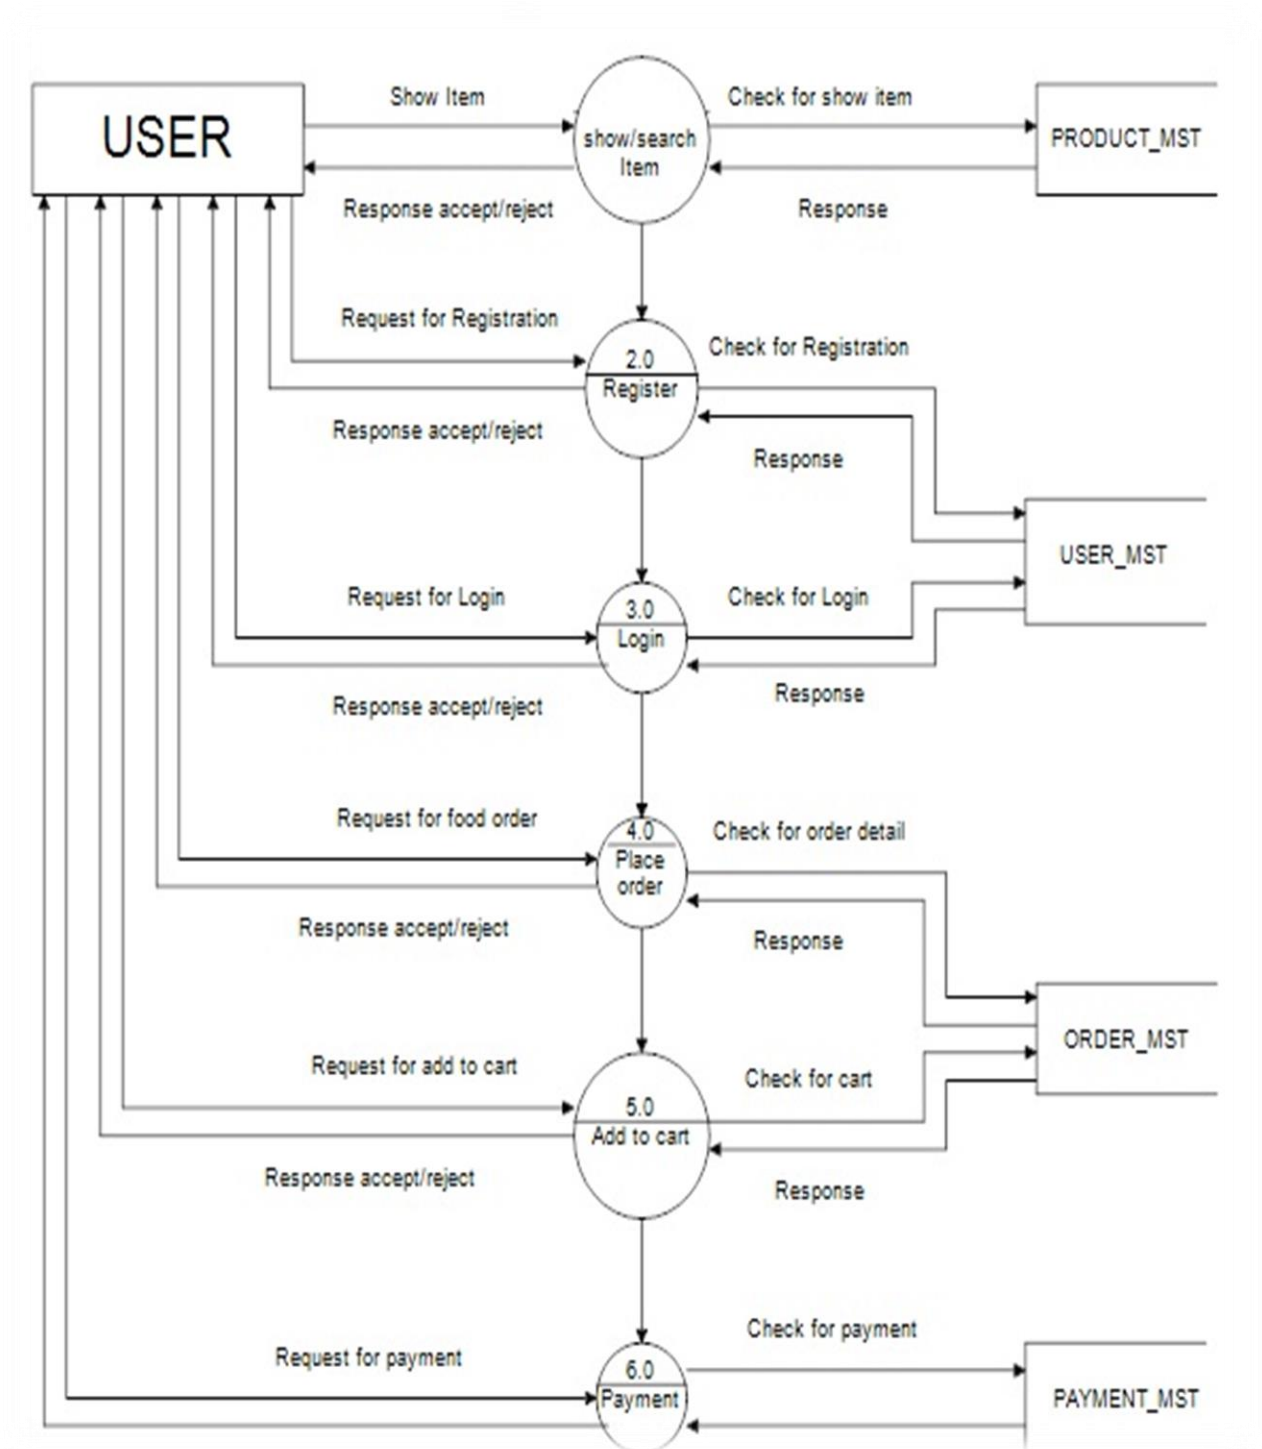 Show Item
Check for show item
USER
show/search
Item
PRODUCT_MST
Response accept/reject
Response
Request for Registration
Check for Registration
2.0
Register
Response accept/reject
Response
USER_MST
Request for Login
Check for Login
3.0
Login
Response accept/reject
Response
Request for food order
Check for order detail
4.0
Place
order
Response accept/reject
Response
ORDER_MST
Request for add to cart
Check for cart
5.0
Add to cart
Response accept/reject
Response
Check for payment
Request for payment
6.0
Payment
PAYMENT_MST